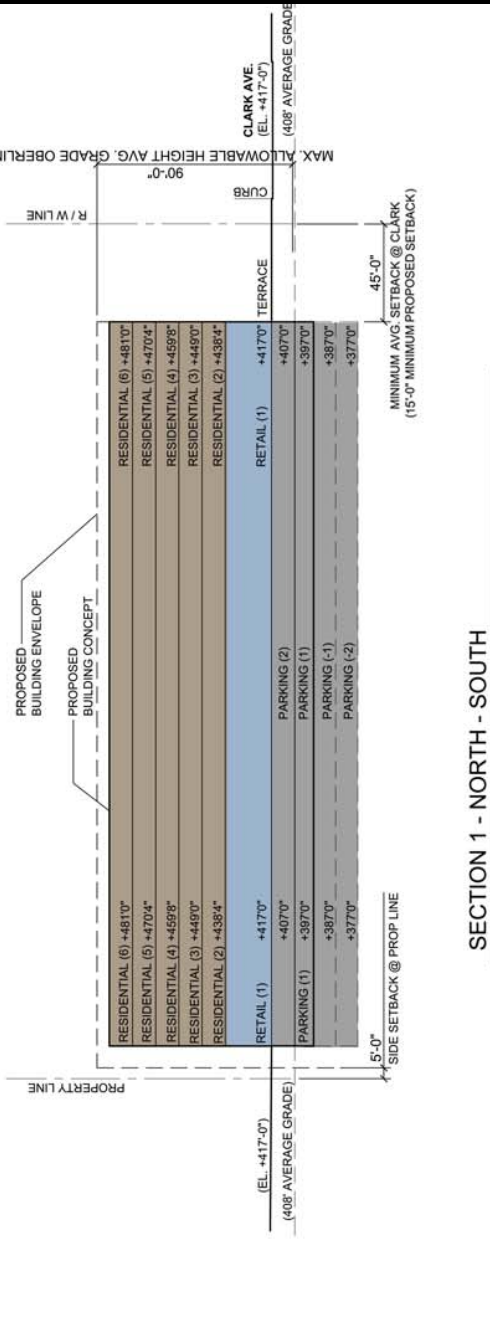 PROPOSED
BUILDING ENVELOPE
PROPOSED
BUILDING CONCEPT
PROPERTY LINE
R / W LINE
MAX. ALLOWABLE HEIGHT AVG. GRADE OBERLIN
90'-0"
CURB
CLARK AVE.
(EL. +417'-0")
(408' AVERAGE GRADE
TERRACE
RESIDENTIAL (6) +481'0"
RESIDENTIAL (6) +481'0"
RESIDENTIAL (5) +470'4"
RESIDENTIAL (5) +470'4"
RESIDENTIAL (4) +459'8"
RESIDENTIAL (4) +459'8"
RESIDENTIAL (3) +449'0"
RESIDENTIAL (3) +449'0"
RESIDENTIAL (2) +438'4"
RESIDENTIAL (2) +438'4"
RETAIL (1) +417'0"
RETAIL (1) +417'0"
+407'0" PARKING (2) +407'0"
PARKING (1) +397'0" PARKING (1) +397'0"
+387'0" PARKING (-1) +387'0"
+377'0" PARKING (-2) +377'0"
(EL. +417'-0")
(408' AVERAGE GRADE)
5'-0"
SIDE SETBACK @ PROP LINE
45'-0"
MINIMUM AVG. SETBACK @ CLARK
(15'-0" MINIMUM PROPOSED SETBACK)
SECTION 1 - NORTH - SOUTH